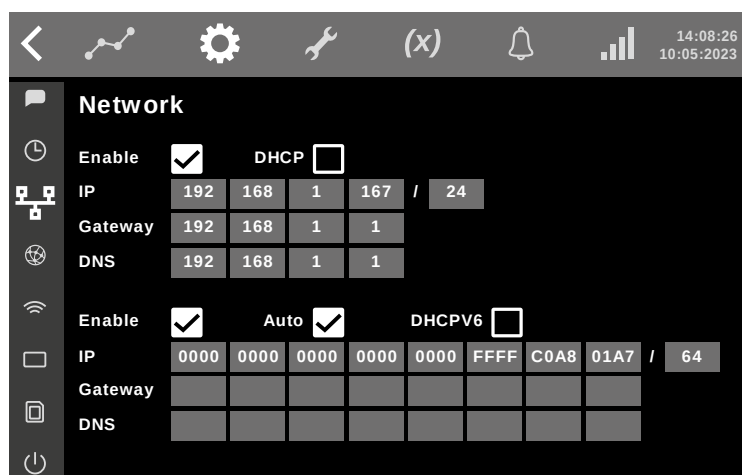 (x)
14:08:26
10:05:2023
Network
Enable DHCP
IP 192 168 1 167 / 24
Gateway 192 168 1 1
DNS 192 168 1 1
Enable Auto DHCPV6
IP 0000 0000 0000 0000 0000 FFFF C0A8 01A7 / 64
Gateway
DNS